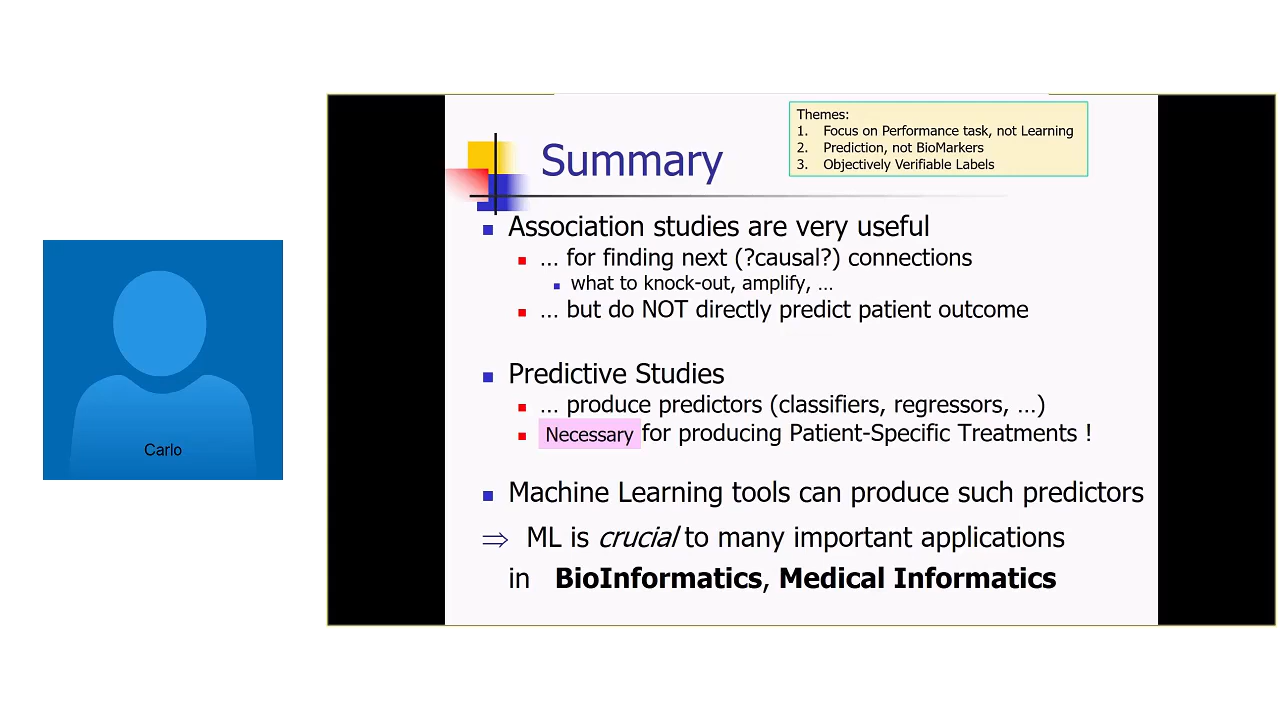 Carlo
Themes:
1. Focus on Performance task, not Learning
2. Prediction, not BioMarkers
3. Objectively Verifiable Labels
Summary
Association studies are very useful
… for finding next (?causal?) connections
what to knock-out, amplify, …
… but do NOT directly predict patient outcome
Predictive Studies
… produce predictors (classifiers, regressors, …)
Necessary for producing Patient-Specific Treatments !
Machine Learning tools can produce such predictors
⇒ ML is crucial to many important applications
in BioInformatics, Medical Informatics